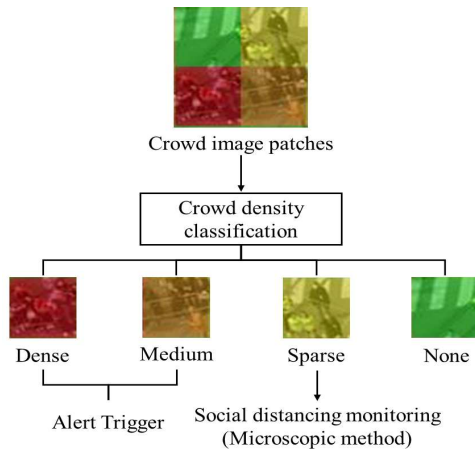 Crowd image patches
Crowd density
classification
Dense
Medium
Sparse
None
Alert Trigger
Social distancing monitoring
(Microscopic method)